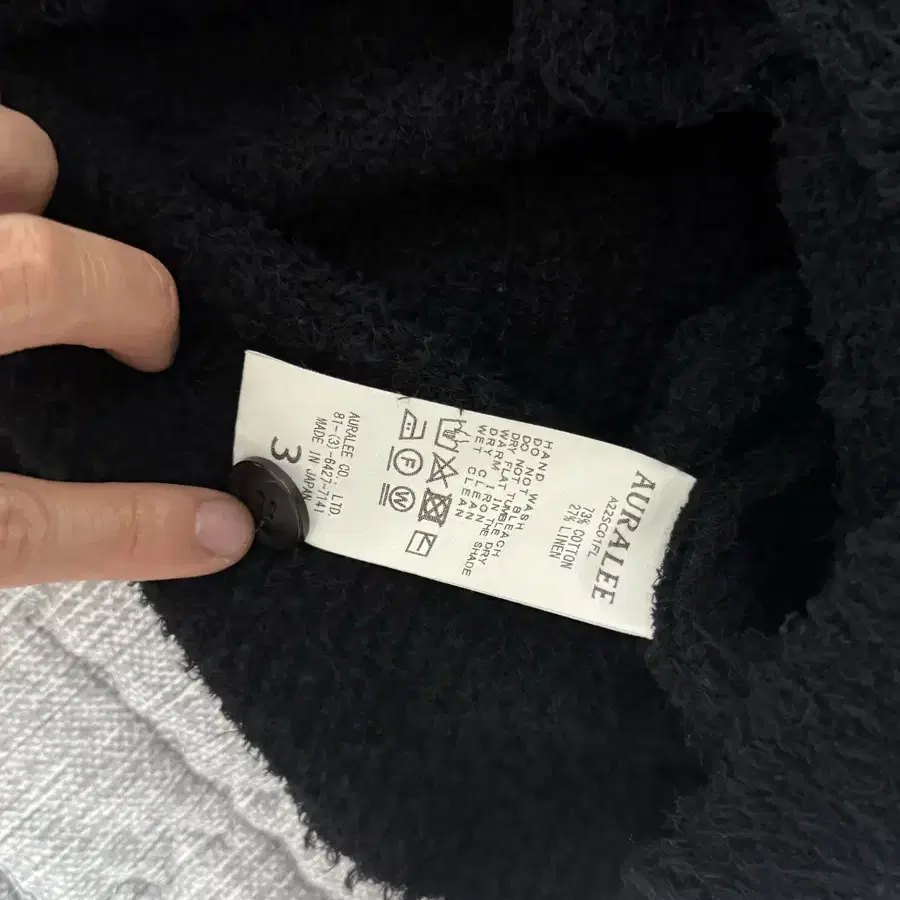 AURALEE
A22SC01FL
73% COTTON
27% LINEN
HAND WASH
DO NOT BLEACH
DO NOT TUMBLE DRY
DRY FLAT IN THE SHADE
WARM IRON
DRY CLEAN
WET CLEAN
F W
AURALEE CO., LTD
81-(3)-6427-7141
MADE IN JAPAN
3